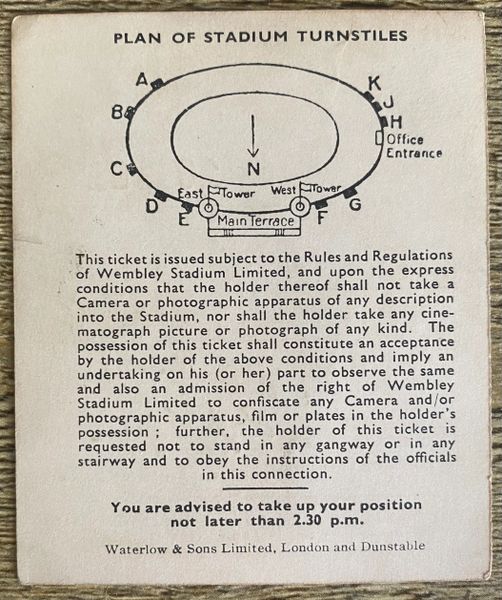 PLAN OF STADIUM TURNSTILES
A
B
C
D
E
K
J
H
Office
Entrance
N
East Tower
West Tower
F
G
Main Terrace
This ticket is issued subject to the Rules and Regulations
of Wembley Stadium Limited, and upon the express
conditions that the holder thereof shall not take a
Camera or photographic apparatus of any description
into the Stadium, nor shall the holder take any cine-
matograph picture or photograph of any kind. The
possession of this ticket shall constitute an acceptance
by the holder of the above conditions and imply an
undertaking on his (or her) part to observe the same
and also an admission of the right of Wembley
Stadium Limited to confiscate any Camera and/or
photographic apparatus, film or plates in the holder's
possession ; further, the holder of this ticket is
requested not to stand in any gangway or in any
stairway and to obey the instructions of the officials
in this connection.
You are advised to take up your position
not later than 2.30 p.m.
Waterlow & Sons Limited, London and Dunstable